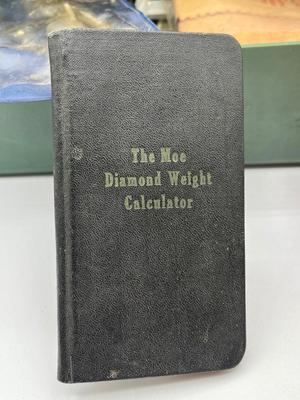 The Moe
Diamond Weight
Calculator